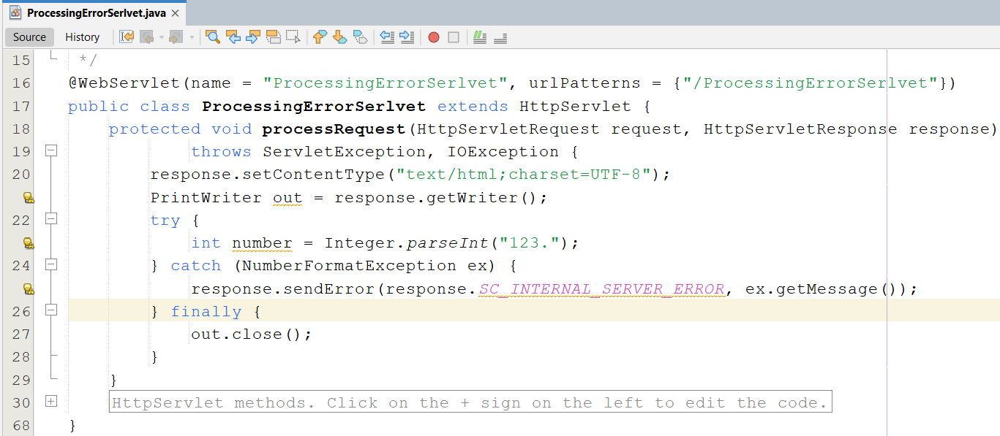 ProcessingErrorSerlvet.java ×
Source History
15 */
16 @WebServlet(name = "ProcessingErrorSerlvet", urlPatterns = {"/ProcessingErrorSerlvet"})
17 public class ProcessingErrorSerlvet extends HttpServlet {
18 protected void processRequest(HttpServletRequest request, HttpServletResponse response)
19 throws ServletException, IOException {
20 response.setContentType("text/html;charset=UTF-8");
PrintWriter out = response.getWriter();
22 try {
int number = Integer.parseInt("123.");
24 } catch (NumberFormatException ex) {
response.sendError(response.SC_INTERNAL_SERVER_ERROR, ex.getMessage());
26 } finally {
27 out.close();
28 }
29 }
30 HttpServlet methods. Click on the + sign on the left to edit the code.
68 }